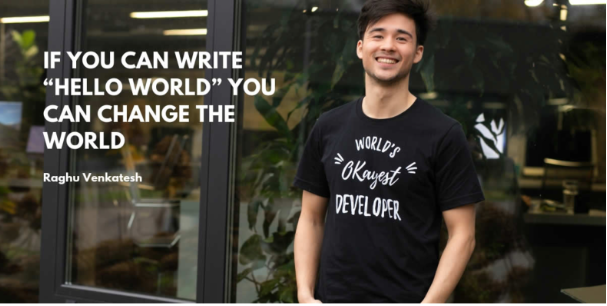 IF YOU CAN WRITE
“HELLO WORLD” YOU
CAN CHANGE THE
WORLD
Raghu Venkatesh
WORLD'S
OKayest
DEVELOPER